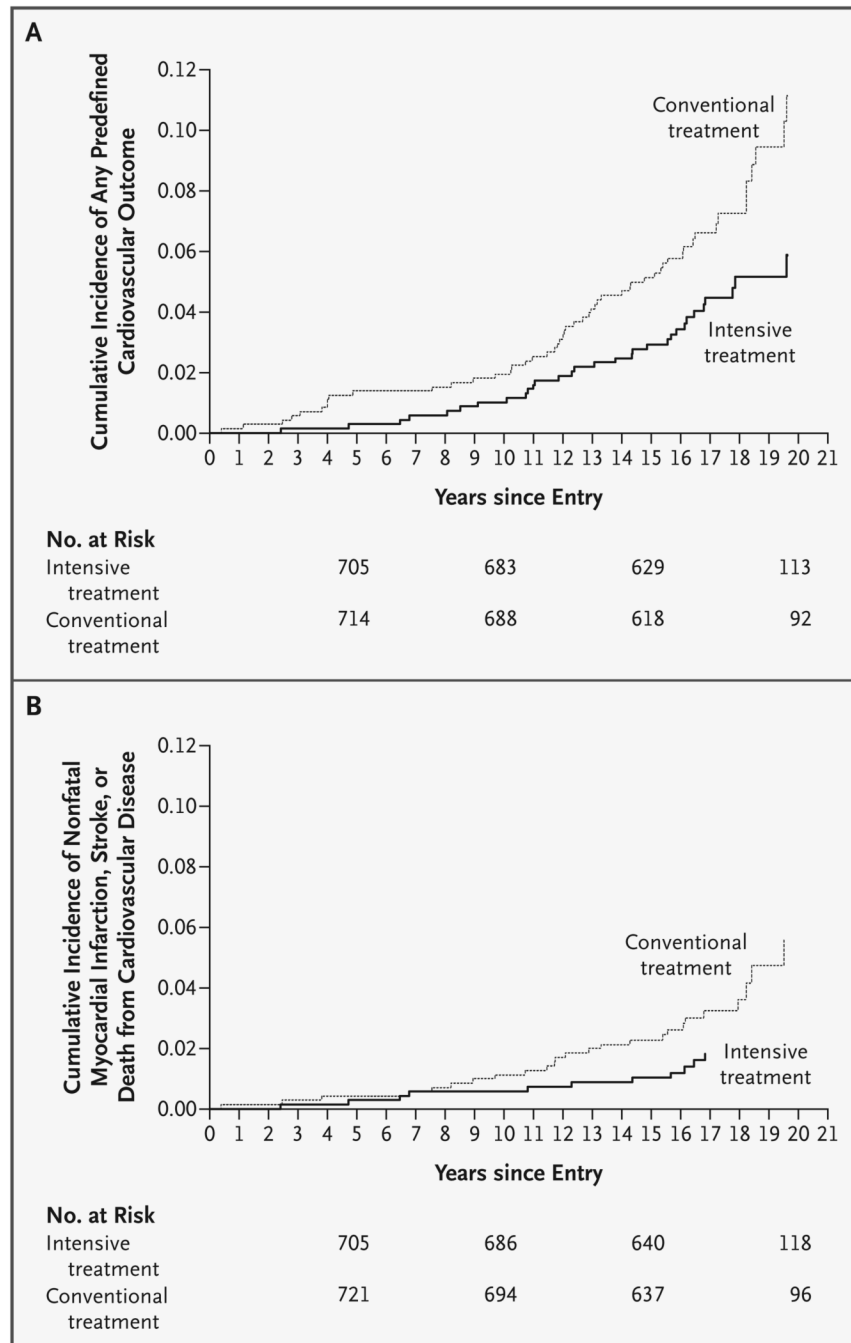 A
Cumulative Incidence of Any Predefined
Cardiovascular Outcome
0.12
0.10
0.08
0.06
0.04
0.02
0.00
Conventional
treatment
Intensive
treatment
0 1 2 3 4 5 6 7 8 9 10 11 12 13 14 15 16 17 18 19 20 21
Years since Entry
No. at Risk
Intensive 705 683 629 113
treatment
Conventional 714 688 618 92
treatment
B
Cumulative Incidence of Nonfatal
Myocardial Infarction, Stroke, or
Death from Cardiovascular Disease
0.12
0.10
0.08
0.06
0.04
0.02
0.00
Conventional
treatment
Intensive
treatment
0 1 2 3 4 5 6 7 8 9 10 11 12 13 14 15 16 17 18 19 20 21
Years since Entry
No. at Risk
Intensive 705 686 640 118
treatment
Conventional 721 694 637 96
treatment